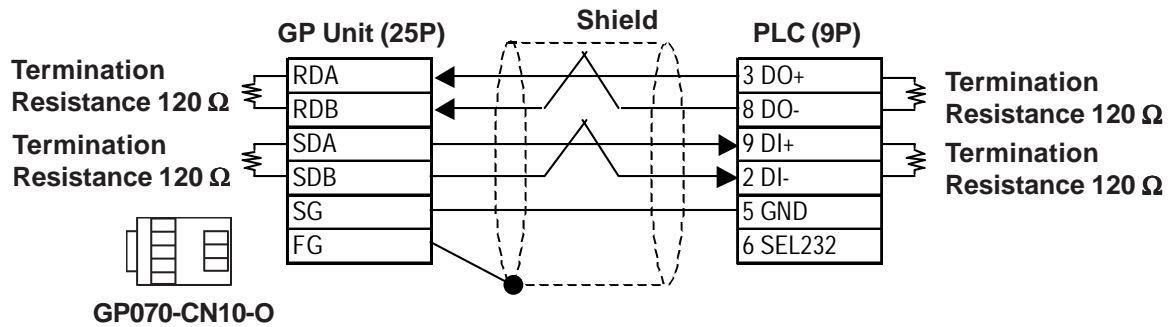 Shield
GP Unit (25P)
PLC (9P)
Termination
Resistance 120 Ω
Termination
Resistance 120 Ω
RDA
RDB
SDA
SDB
SG
FG
3 DO+
8 DO-
9 DI+
2 DI-
5 GND
6 SEL232
Termination
Resistance 120 Ω
Termination
Resistance 120 Ω
GP070-CN10-O